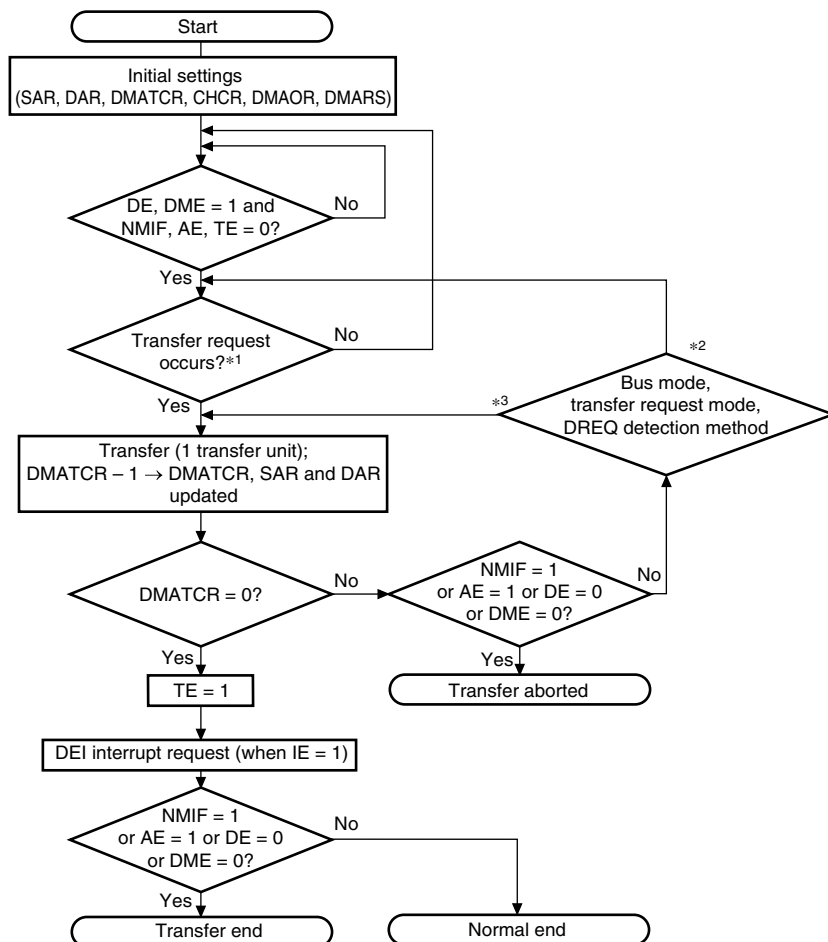 Start
Initial settings
(SAR, DAR, DMATCR, CHCR, DMAOR, DMARS)
DE, DME = 1 and
NMIF, AE, TE = 0?
No
Yes
Transfer request
occurs?*1
No
Yes
*2
Bus mode,
transfer request mode,
DREQ detection method
*3
Transfer (1 transfer unit);
DMATCR – 1 → DMATCR, SAR and DAR
updated
DMATCR = 0?
No
NMIF = 1
or AE = 1 or DE = 0
or DME = 0?
No
Yes
Yes
TE = 1
Transfer aborted
DEI interrupt request (when IE = 1)
NMIF = 1
or AE = 1 or DE = 0
or DME = 0?
No
Yes
Transfer end
Normal end